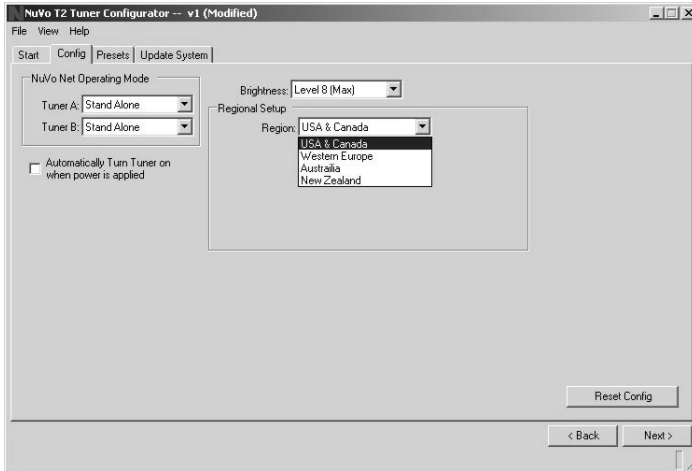 NuVo T2 Tuner Configurator -- v1 (Modified)
File View Help
Start Config Presets Update System
NuVo Net Operating Mode
Tuner A: Stand Alone
Tuner B: Stand Alone
Automatically Turn Tuner on
when power is applied
Brightness: Level 8 (Max)
Regional Setup
Region: USA & Canada
USA & Canada
Western Europe
Austrailia
New Zealand
Reset Config
< Back Next >